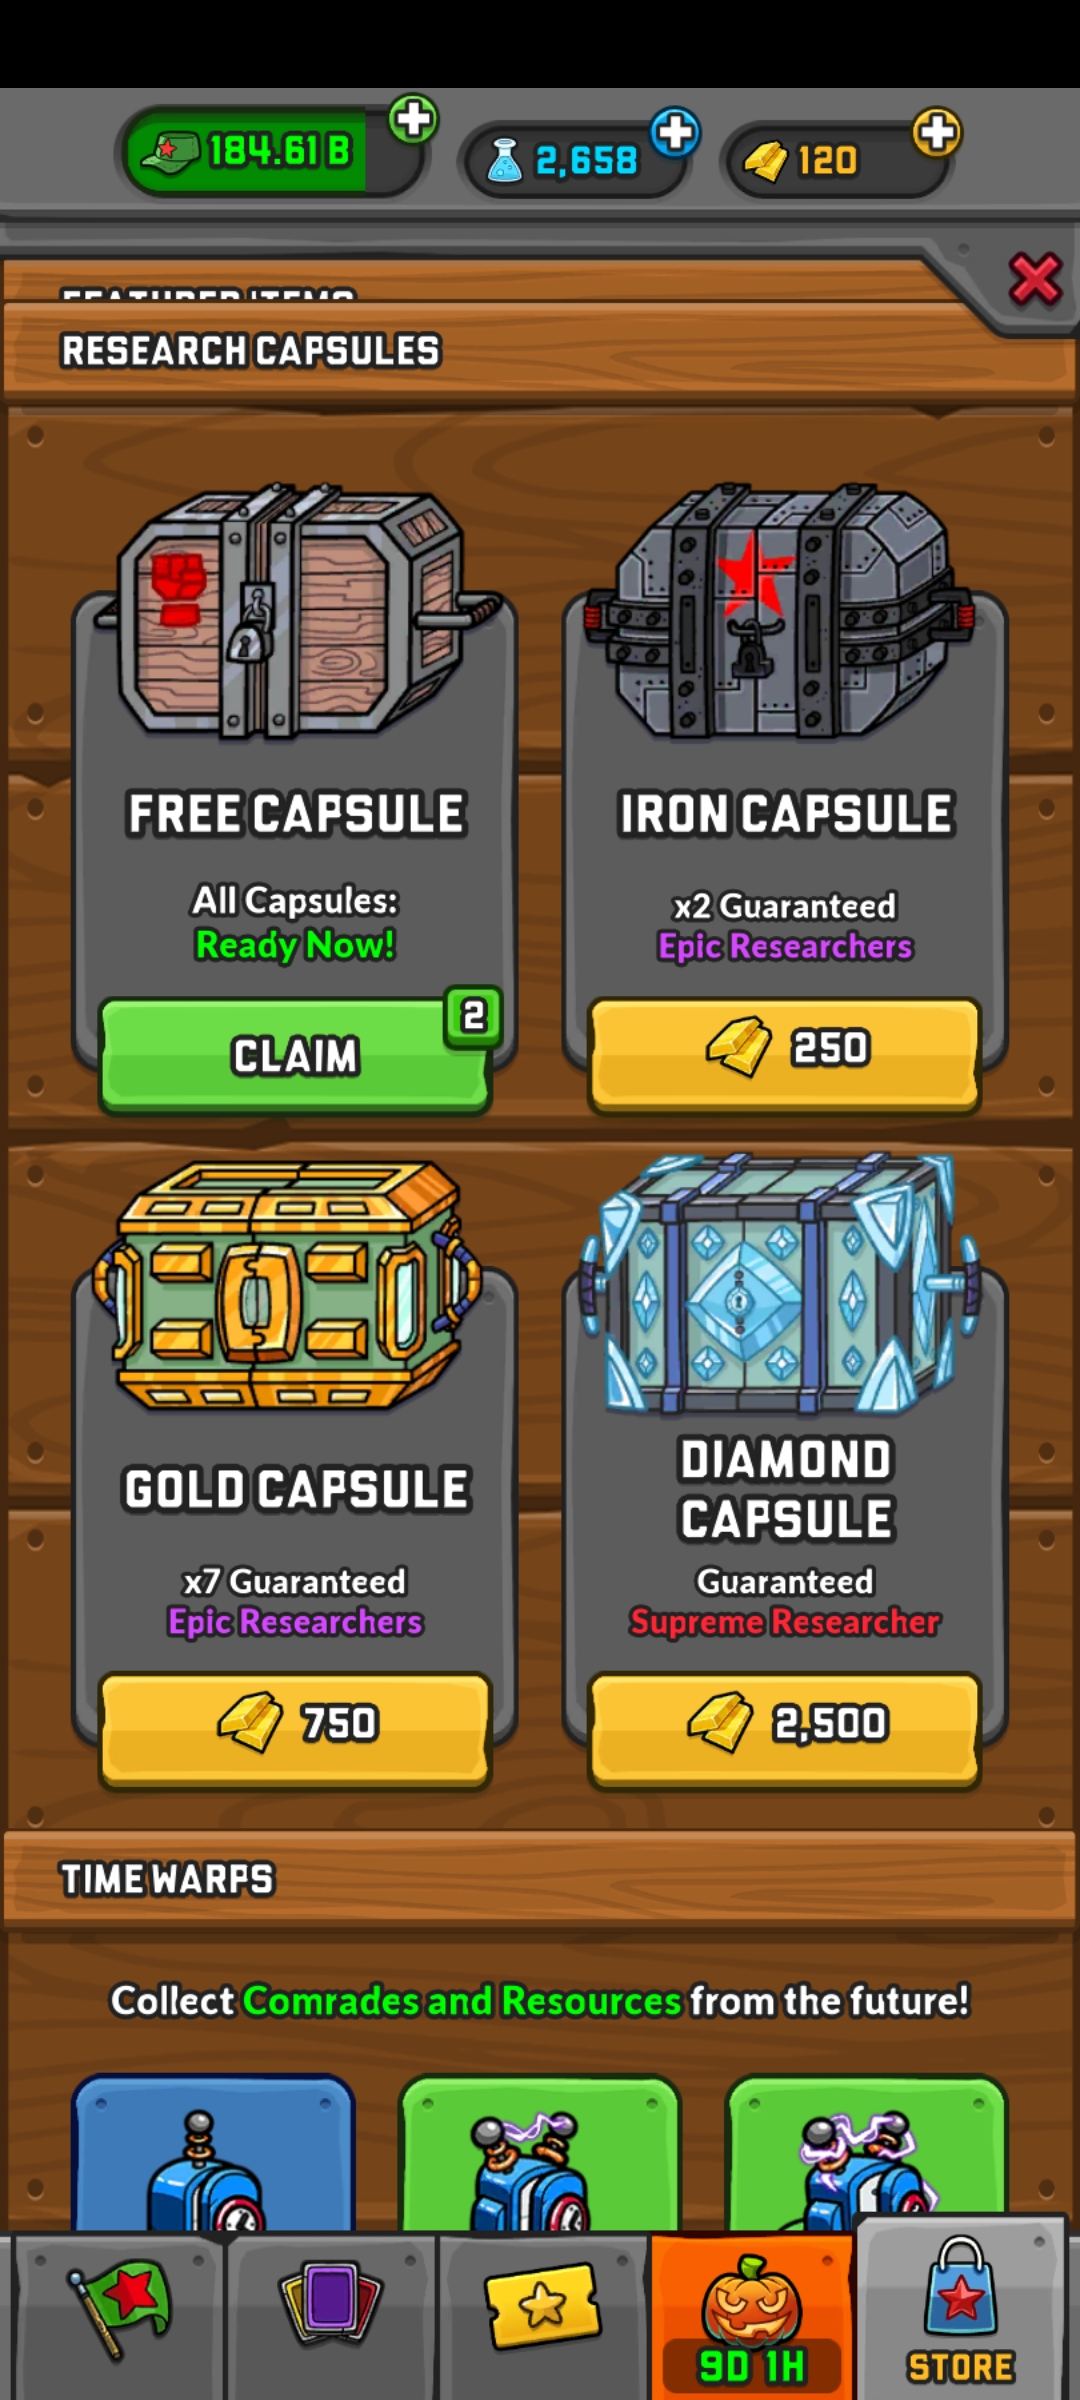 184.61 B
2,658
120
FEATURED ITEMS
RESEARCH CAPSULES
FREE CAPSULE
All Capsules:
Ready Now!
2
CLAIM
IRON CAPSULE
x2 Guaranteed
Epic Researchers
250
GOLD CAPSULE
x7 Guaranteed
Epic Researchers
750
DIAMOND
CAPSULE
Guaranteed
Supreme Researcher
2,500
TIME WARPS
Collect Comrades and Resources from the future!
9D 1H
STORE